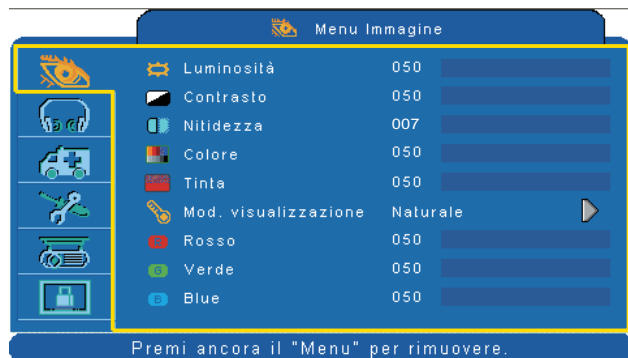 Menu Immagine
Luminosità 050
Contrasto 050
Nitidezza 007
Colore 050
Tinta 050
Mod. visualizzazione Naturale
R Rosso 050
G Verde 050
B Blue 050
Premi ancora il "Menu" per rimuovere.